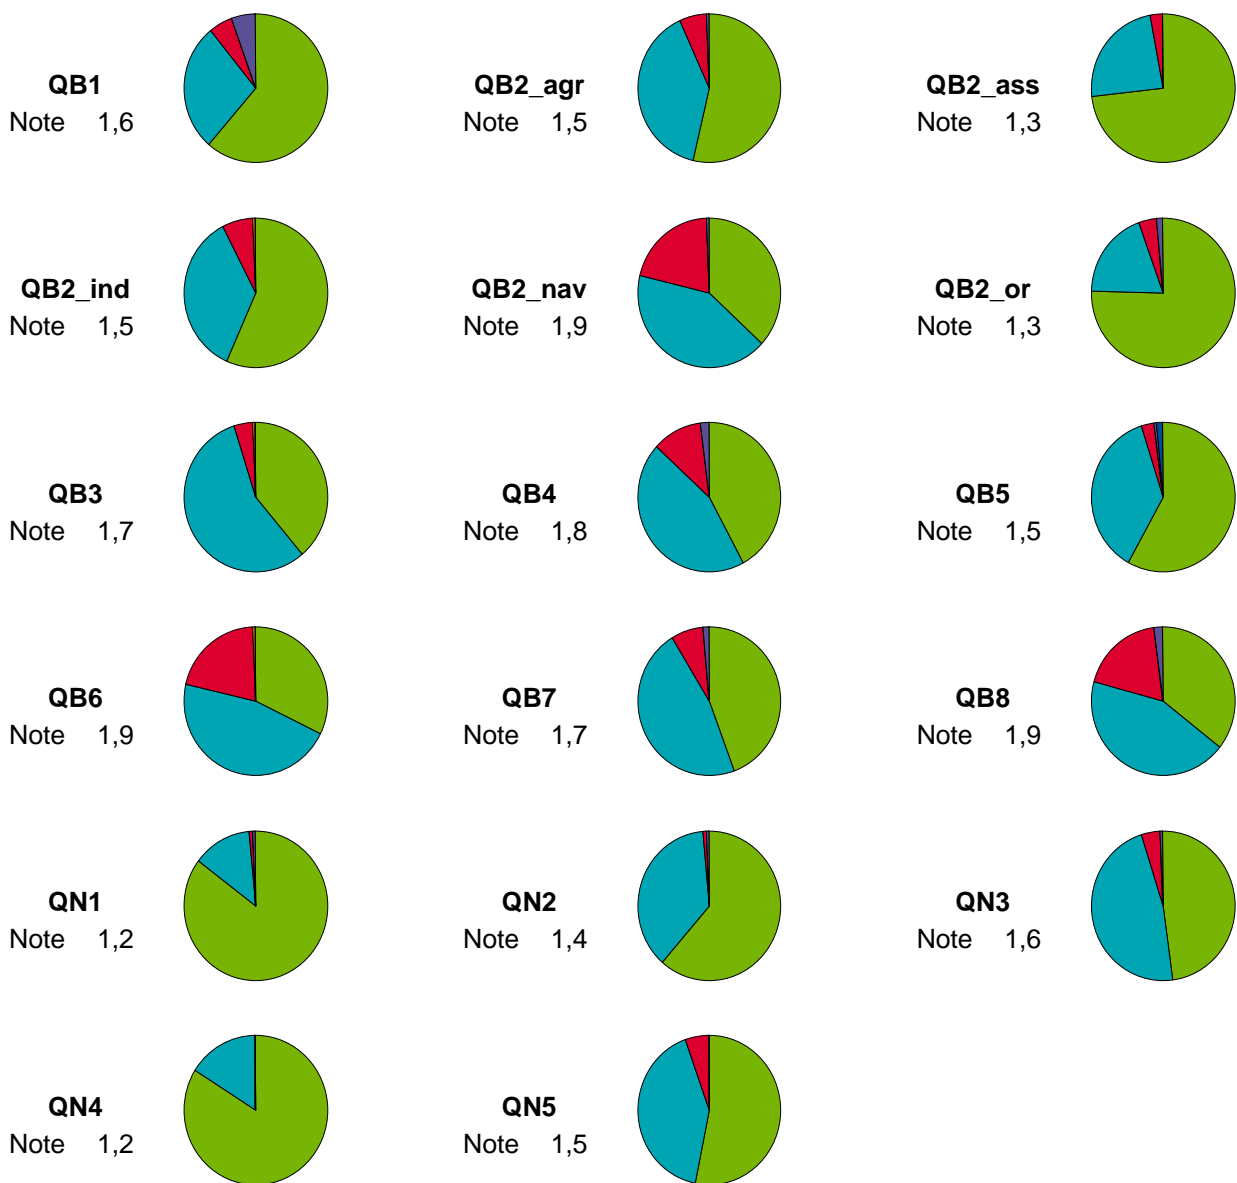 QB1
Note 1,6
QB2_agr
Note 1,5
QB2_ass
Note 1,3
QB2_ind
Note 1,5
QB2_nav
Note 1,9
QB2_or
Note 1,3
QB3
Note 1,7
QB4
Note 1,8
QB5
Note 1,5
QB6
Note 1,9
QB7
Note 1,7
QB8
Note 1,9
QN1
Note 1,2
QN2
Note 1,4
QN3
Note 1,6
QN4
Note 1,2
QN5
Note 1,5